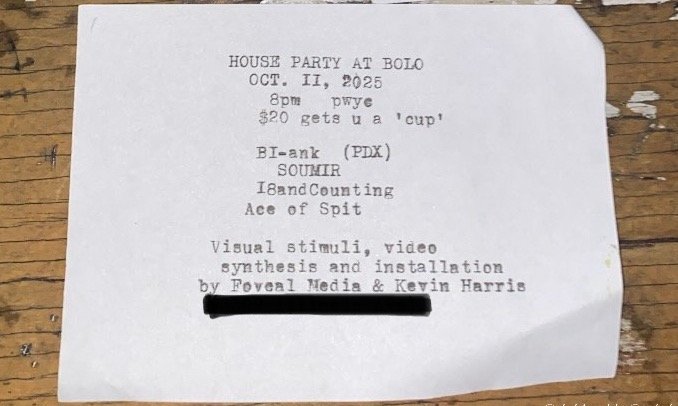 HOUSE PARTY AT BOLO
OCT. II, 2025
8pm pwyc
$20 gets u a 'cup'
BI-ank (PDX)
SOUMIR
I8andCounting
Ace of Spit
Visual stimuli, video
synthesis and installation
by Foveal Media & Kevin Harris